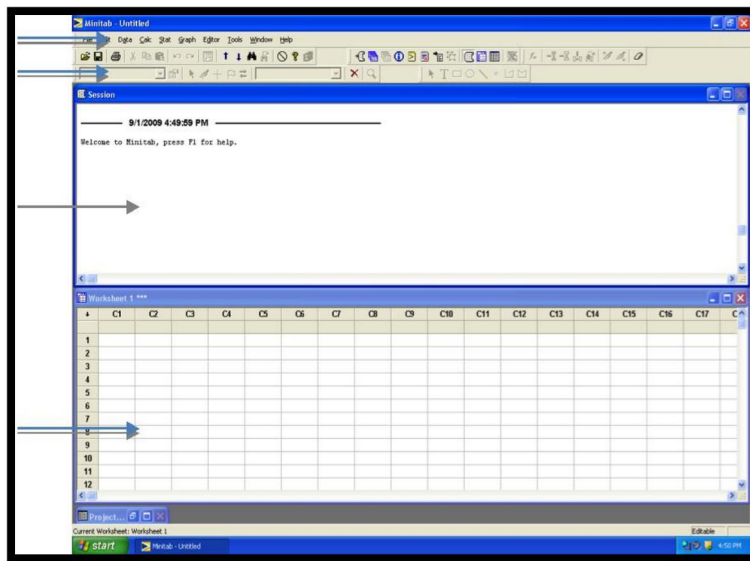 Minitab - Untitled
Data Calc Stat Graph Editor Tools Window Help
Session
9/1/2009 4:49:59 PM
Welcome to Minitab, press F1 for help.
Worksheet 1 ***
C1 C2 C3 C4 C5 C6 C7 C8 C9 C10 C11 C12 C13 C14 C15 C16 C17 C
1
2
3
4
5
6
7
8
9
10
11
12
Project...
Current Worksheet: Worksheet 1 Editable
start Minitab - Untitled 4:50 PM